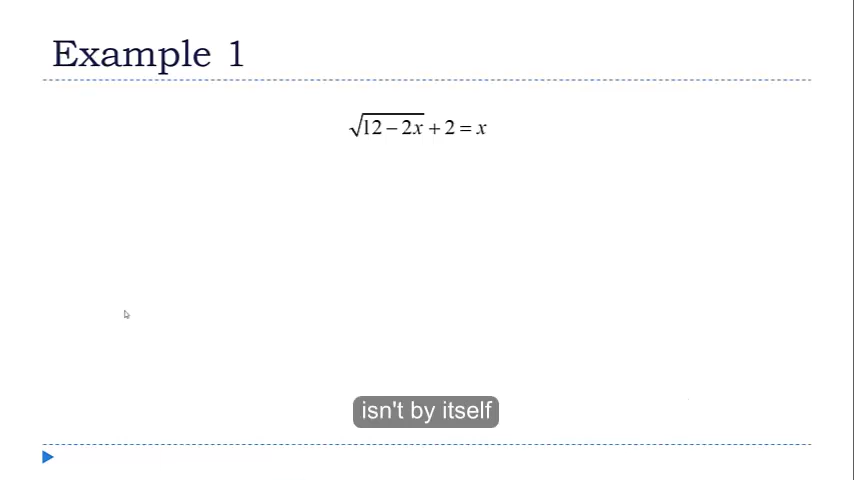 Example 1
√12 − 2x + 2 = x
isn't by itself